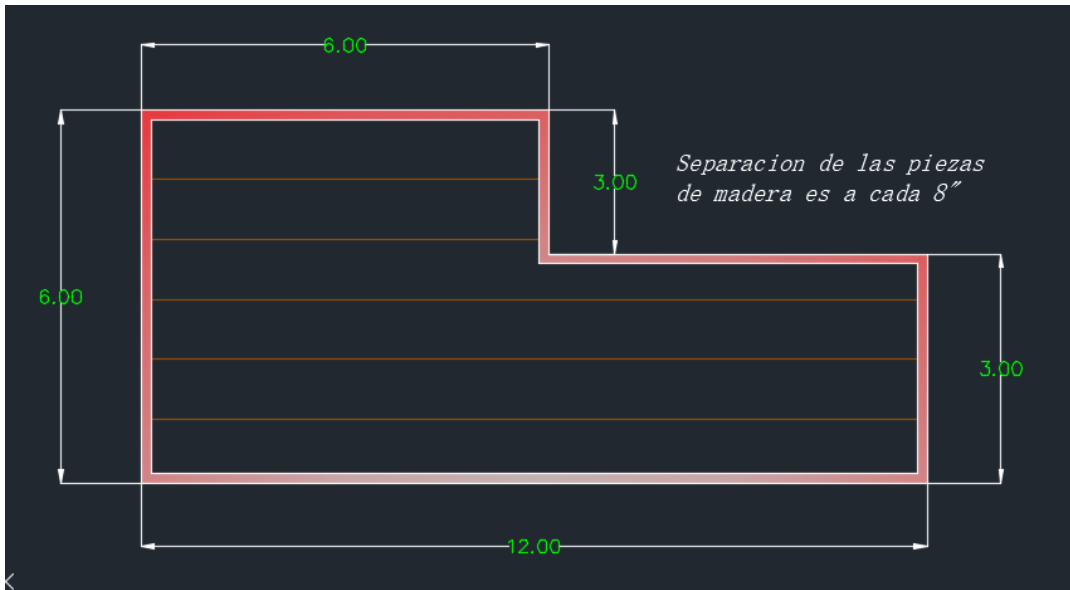 6.00
3.00
Separacion de las piezas
de madera es a cada 8"
6.00
3.00
12.00